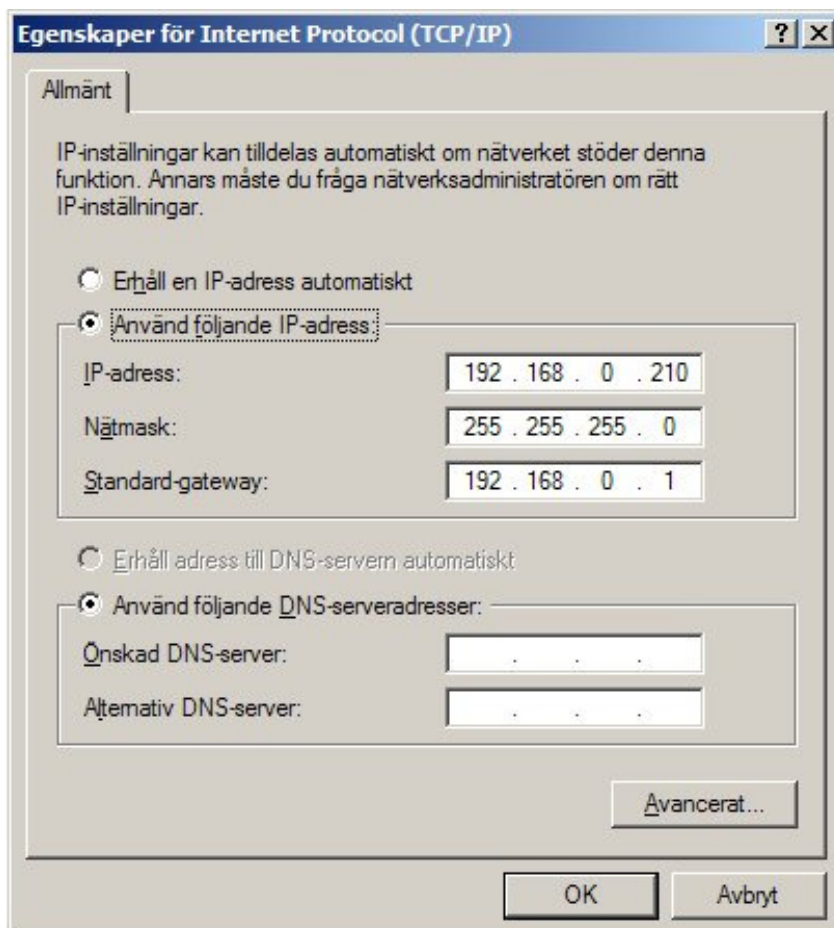 Egenskaper för Internet Protocol (TCP/IP)
Allmänt
IP-inställningar kan tilldelas automatiskt om nätverket stöder denna
funktion. Annars måste du fråga nätverksadministratören om rätt
IP-inställningar.
Erhåll en IP-adress automatiskt
Använd följande IP-adress:
IP-adress: 192 . 168 . 0 . 210
Nätmask: 255 . 255 . 255 . 0
Standard-gateway: 192 . 168 . 0 . 1
Erhåll adress till DNS-servern automatiskt
Använd följande DNS-serveradresser:
Önskad DNS-server: . . .
Alternativ DNS-server: . . .
Avancerat...
OK Avbryt